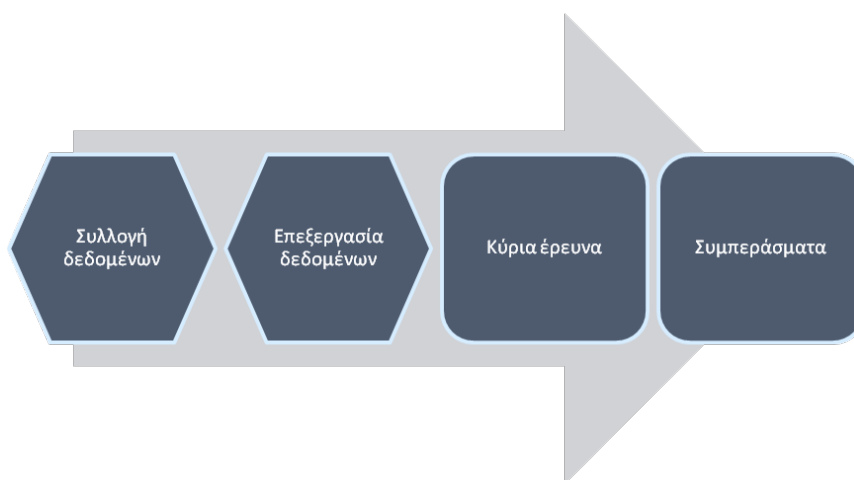 Συλλογή
δεδομένων
Επεξεργασία
δεδομένων
Κύρια έρευνα
Συμπεράσματα